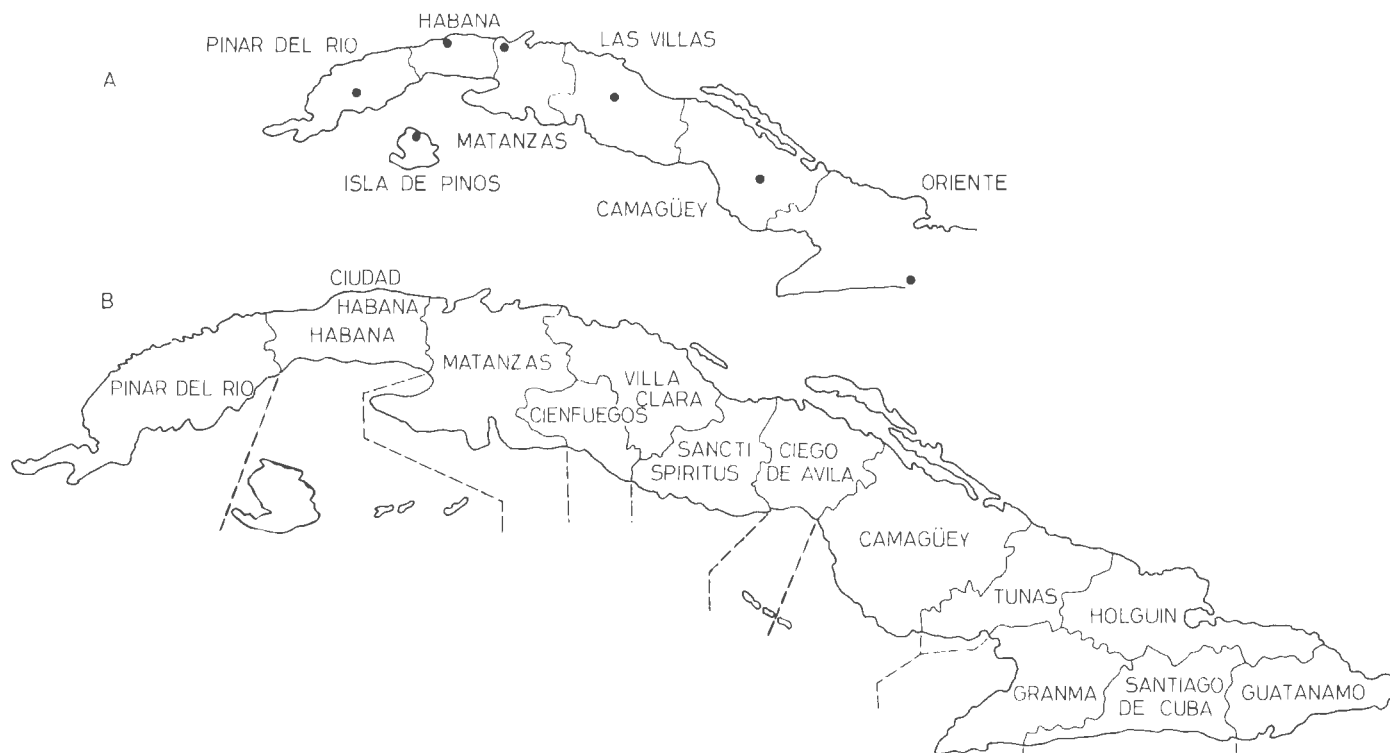 HABANA
PINAR DEL RIO
LAS VILLAS
A
MATANZAS
ISLA DE PINOS
ORIENTE
CAMAGÜEY
B
CIUDAD
HABANA
HABANA
PINAR DEL RIO
MATANZAS
VILLA
CLARA
CIENFUEGOS
SANCTI
SPIRITUS
CIEGO
DE AVILA
CAMAGÜEY
TUNAS
HOLGUIN
GRANMA
SANTIAGO
DE CUBA
GUATANAMO